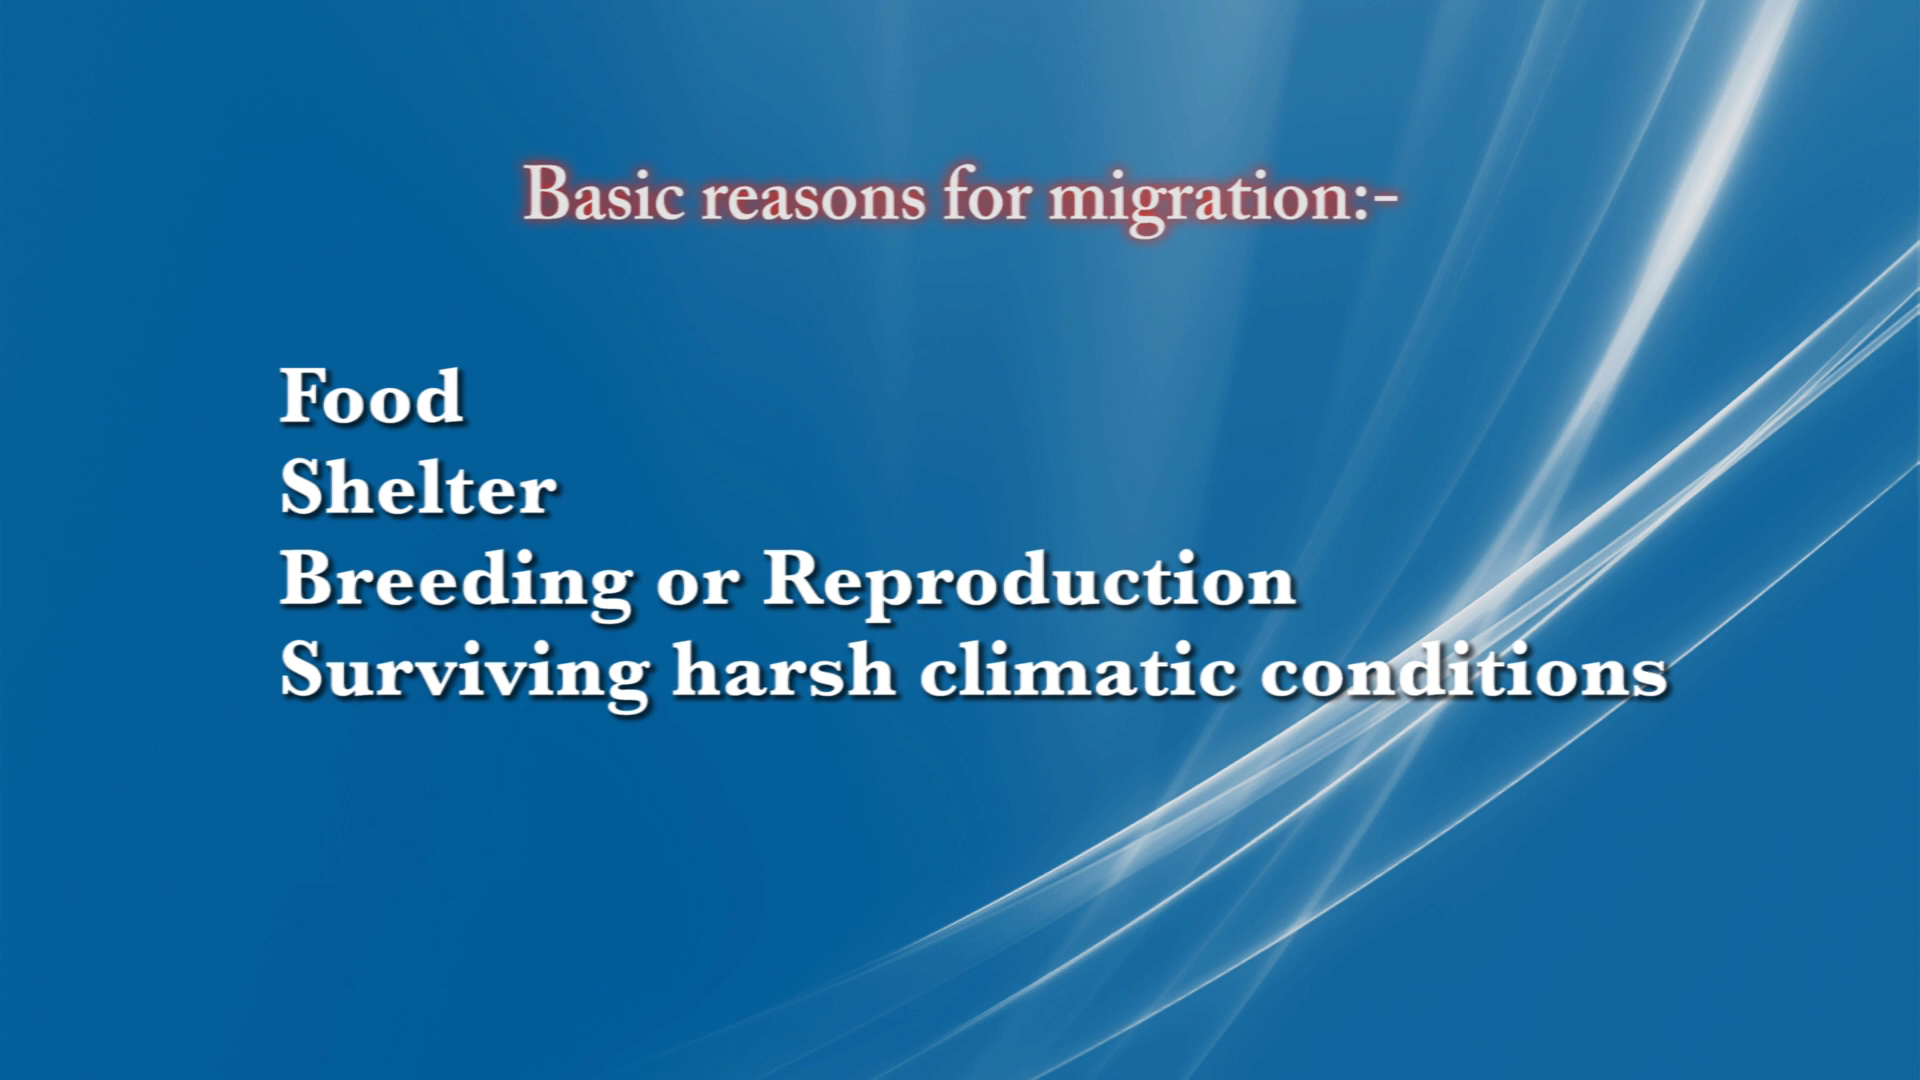 Basic reasons for migration:-
Food
Shelter
Breeding or Reproduction
Surviving harsh climatic conditions